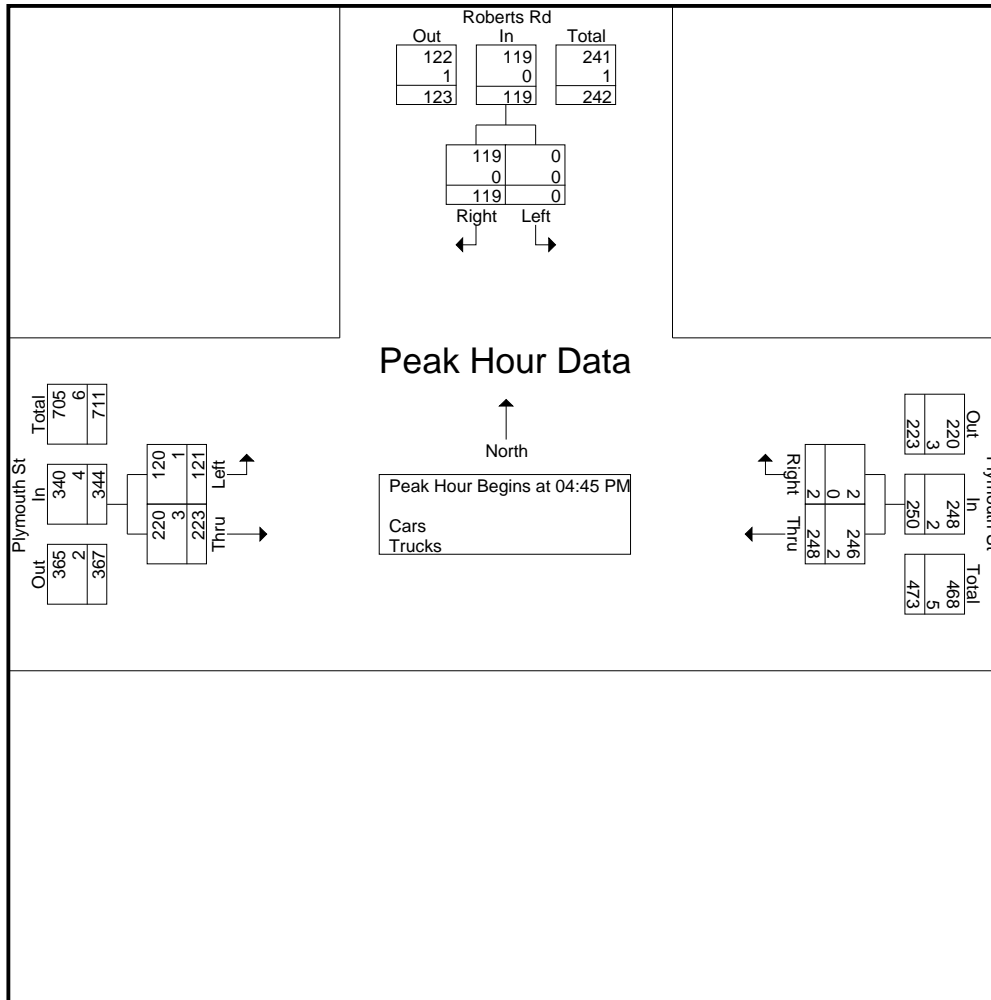 Roberts Rd
Out In Total
122 119 241
1 0 1
123 119 242
119 0
0 0
119 0
Right Left
Peak Hour Data
North
Peak Hour Begins at 04:45 PM
Cars
Trucks
Plymouth St
Out In Total
365 340 705
2 4 6
367 344 711
220 120
3 1
223 121
Thru Left
Plymouth St
Out In Total
220 248 468
3 2 5
223 250 473
2 246
0 2
2 248
Right Thru